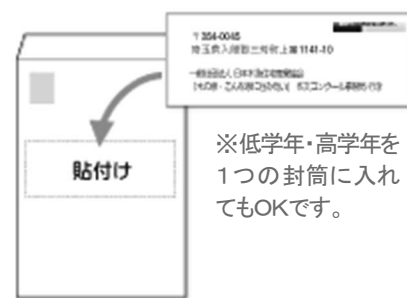 〒354-0045
埼玉県入間郡三芳町上富1141-10
貼付け
※低学年・高学年を
1つの封筒に入れ
てもOKです。